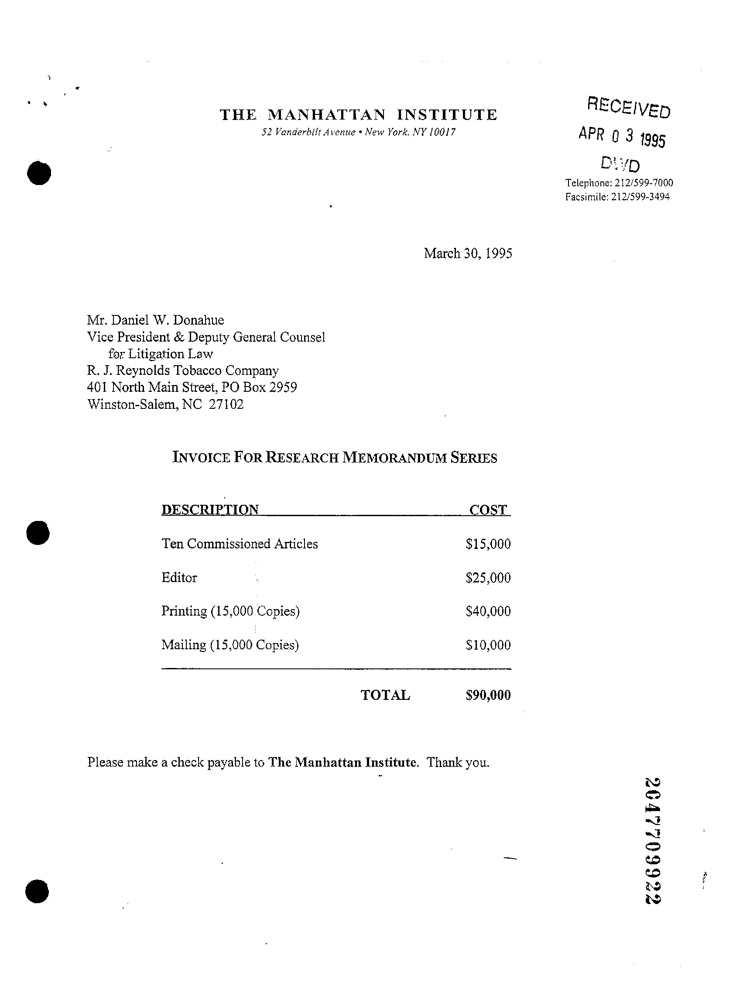 THE MANHATTAN INSTITUTE
52 Vanderbilt Avenue • New York, NY 10017
RECEIVED
APR 03 1995
DWD
Telephone: 212/599-7000
Facsimile: 212/599-3494
March 30, 1995
Mr. Daniel W. Donahue
Vice President & Deputy General Counsel
for Litigation Law
R. J. Reynolds Tobacco Company
401 North Main Street, PO Box 2959
Winston-Salem, NC 27102
INVOICE FOR RESEARCH MEMORANDUM SERIES
DESCRIPTION COST
Ten Commissioned Articles $15,000
Editor $25,000
Printing (15,000 Copies) $40,000
Mailing (15,000 Copies) $10,000
TOTAL $90,000
Please make a check payable to The Manhattan Institute. Thank you.
2047709922